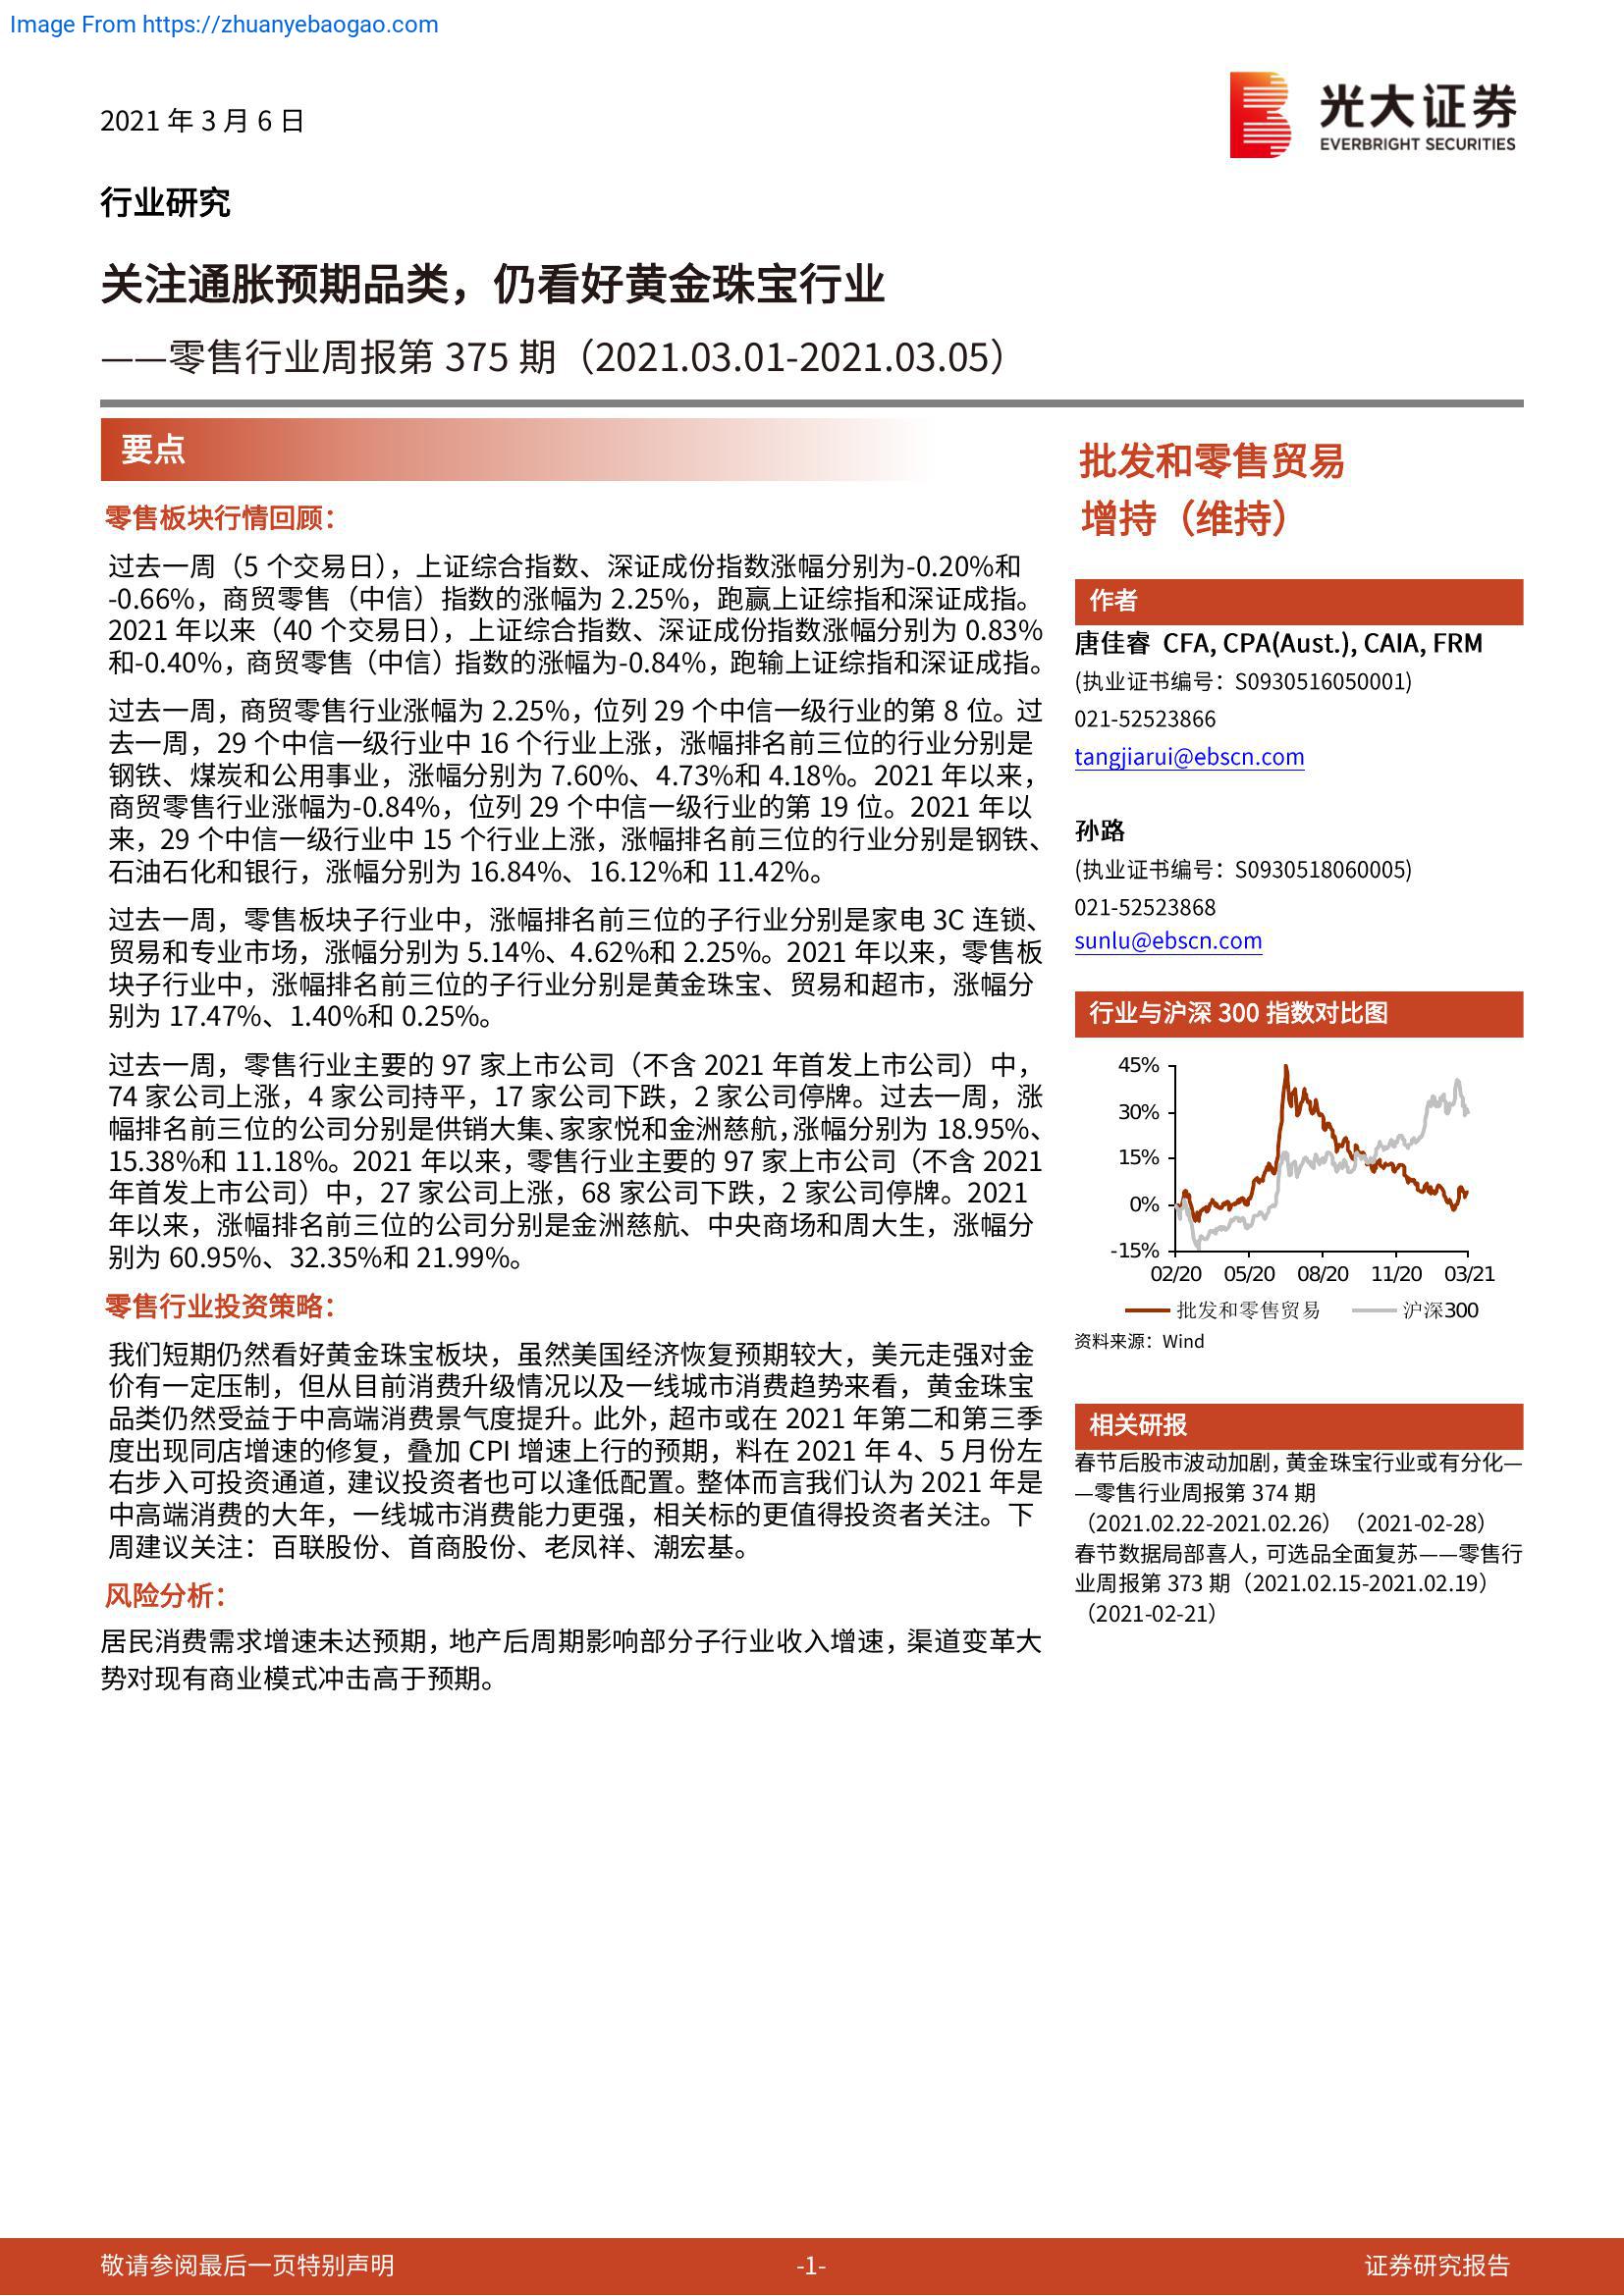 Image From https://zhuanyebaogao.com
2021 年 3 月 6 日
光大证券
EVERBRIGHT SECURITIES
行业研究
关注通胀预期品类，仍看好黄金珠宝行业
——零售行业周报第 375 期（2021.03.01-2021.03.05）
要点
零售板块行情回顾：
过去一周（5 个交易日），上证综合指数、深证成份指数涨幅分别为-0.20%和
-0.66%，商贸零售（中信）指数的涨幅为 2.25%，跑赢上证综指和深证成指。
2021 年以来（40 个交易日），上证综合指数、深证成份指数涨幅分别为 0.83%
和-0.40%，商贸零售（中信）指数的涨幅为-0.84%，跑输上证综指和深证成指。
过去一周，商贸零售行业涨幅为 2.25%，位列 29 个中信一级行业的第 8 位。过
去一周，29 个中信一级行业中 16 个行业上涨，涨幅排名前三位的行业分别是
钢铁、煤炭和公用事业，涨幅分别为 7.60%、4.73%和 4.18%。2021 年以来，
商贸零售行业涨幅为-0.84%，位列 29 个中信一级行业的第 19 位。2021 年以
来，29 个中信一级行业中 15 个行业上涨，涨幅排名前三位的行业分别是钢铁、
石油石化和银行，涨幅分别为 16.84%、16.12%和 11.42%。
过去一周，零售板块子行业中，涨幅排名前三位的子行业分别是家电 3C 连锁、
贸易和专业市场，涨幅分别为 5.14%、4.62%和 2.25%。2021 年以来，零售板
块子行业中，涨幅排名前三位的子行业分别是黄金珠宝、贸易和超市，涨幅分
别为 17.47%、1.40%和 0.25%。
过去一周，零售行业主要的 97 家上市公司（不含 2021 年首发上市公司）中，
74 家公司上涨，4 家公司持平，17 家公司下跌，2 家公司停牌。过去一周，涨
幅排名前三位的公司分别是供销大集、家家悦和金洲慈航，涨幅分别为 18.95%、
15.38%和 11.18%。2021 年以来，零售行业主要的 97 家上市公司（不含 2021
年首发上市公司）中，27 家公司上涨，68 家公司下跌，2 家公司停牌。2021
年以来，涨幅排名前三位的公司分别是金洲慈航、中央商场和周大生，涨幅分
别为 60.95%、32.35%和 21.99%。
零售行业投资策略：
我们短期仍然看好黄金珠宝板块，虽然美国经济恢复预期较大，美元走强对金
价有一定压制，但从目前消费升级情况以及一线城市消费趋势来看，黄金珠宝
品类仍然受益于中高端消费景气度提升。此外，超市或在 2021 年第二和第三季
度出现同店增速的修复，叠加 CPI 增速上行的预期，料在 2021 年 4、5 月份左
右步入可投资通道，建议投资者也可以逢低配置。整体而言我们认为 2021 年是
中高端消费的大年，一线城市消费能力更强，相关标的更值得投资者关注。下
周建议关注：百联股份、首商股份、老凤祥、潮宏基。
风险分析：
居民消费需求增速未达预期，地产后周期影响部分子行业收入增速，渠道变革大
势对现有商业模式冲击高于预期。
批发和零售贸易
增持（维持）
作者
唐佳睿 CFA, CPA(Aust.), CAIA, FRM
(执业证书编号：S0930516050001)
021-52523866
tangjiarui@ebscn.com
孙路
(执业证书编号：S0930518060005)
021-52523868
sunlu@ebscn.com
行业与沪深 300 指数对比图
45%
30%
15%
0%
-15%
02/20 05/20 08/20 11/20 03/21
批发和零售贸易 沪深300
资料来源：Wind
相关研报
春节后股市波动加剧，黄金珠宝行业或有分化—
—零售行业周报第 374 期
（2021.02.22-2021.02.26）（2021-02-28）
春节数据局部喜人，可选品全面复苏——零售行
业周报第 373 期（2021.02.15-2021.02.19）
（2021-02-21）
敬请参阅最后一页特别声明 -1- 证券研究报告